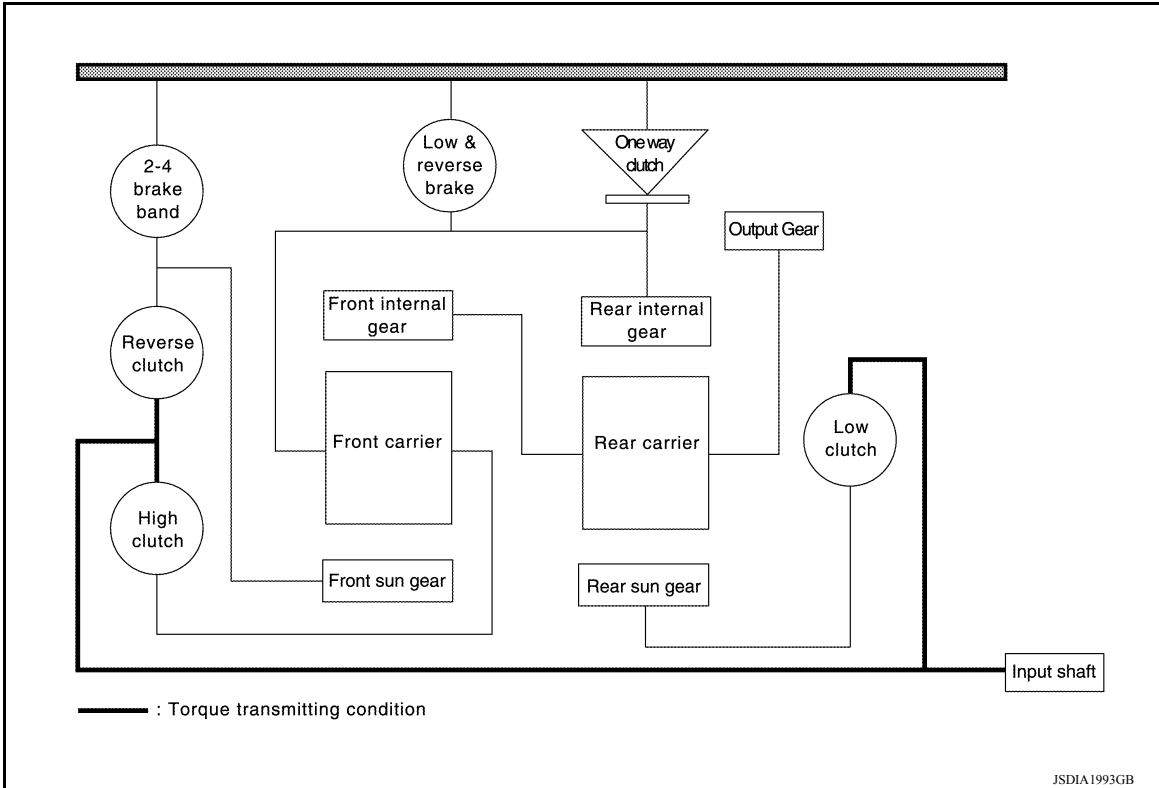 2-4
brake
band
Low &
reverse
brake
One way
clutch
Output Gear
Front internal
gear
Rear internal
gear
Reverse
clutch
Front carrier
Rear carrier
Low
clutch
High
clutch
Front sun gear
Rear sun gear
Input shaft
: Torque transmitting condition
JSDIA1993GB